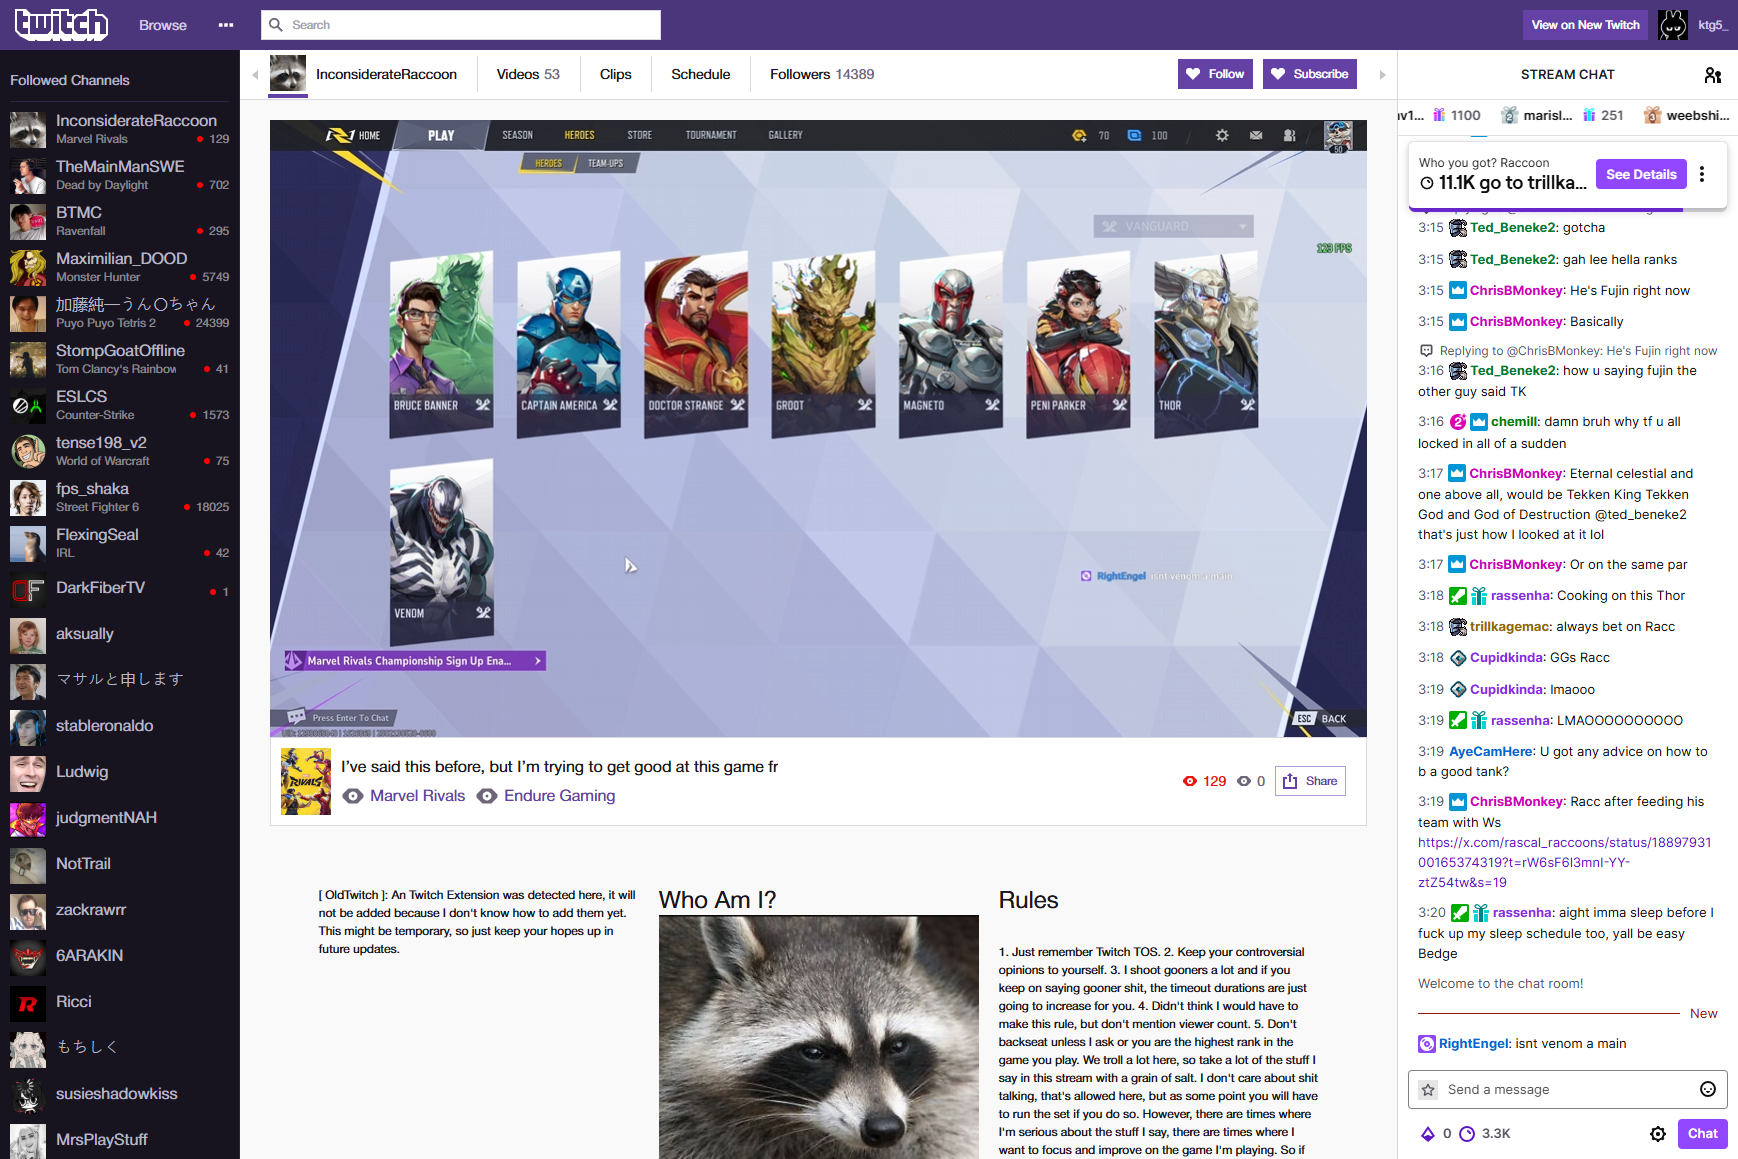 twitch
Browse
Search
View on New Twitch
ktg5_
Followed Channels
InconsiderateRaccoon
Marvel Rivals
129
TheMainManSWE
Dead by Daylight
702
BTMC
Ravenfall
295
Maximilian_DOOD
Monster Hunter
5749
加藤純一うん〇ちゃん
Puyo Puyo Tetris 2
24399
StompGoatOffline
Tom Clancy's Rainbow
41
ESLCS
Counter-Strike
1573
tense198_v2
World of Warcraft
75
fps_shaka
Street Fighter 6
18025
FlexingSeal
IRL
42
DarkFiberTV
1
aksually
マサルと申します
stableronaldo
Ludwig
judgmentNAH
NotTrail
zackrawrr
6ARAKIN
Ricci
もちしく
susieshadowkiss
MrsPlayStuff
InconsiderateRaccoon
Videos 53
Clips
Schedule
Followers 14389
Follow
Subscribe
HOME
PLAY
SEASON
HEROES
STORE
TOURNAMENT
GALLERY
70
100
50
HEROES
TEAM-UPS
VANGUARD
123 FPS
BRUCE BANNER
CAPTAIN AMERICA
DOCTOR STRANGE
GROOT
MAGNETO
PENI PARKER
THOR
VENOM
RightEngel isnt venom a main
Marvel Rivals Championship Sign Up Ena...
Press Enter To Chat
ESC BACK
RIVALS
I've said this before, but I'm trying to get good at this game fr
Marvel Rivals
Endure Gaming
129
0
Share
[ OldTwitch ]: An Twitch Extension was detected here, it will
not be added because I don't know how to add them yet.
This might be temporary, so just keep your hopes up in
future updates.
Who Am I?
Rules
1. Just remember Twitch TOS. 2. Keep your controversial
opinions to yourself. 3. I shoot gooners a lot and if you
keep on saying gooner shit, the timeout durations are just
going to increase for you. 4. Didn't think I would have to
make this rule, but don't mention viewer count. 5. Don't
backseat unless I ask or you are the highest rank in the
game you play. We troll a lot here, so take a lot of the stuff I
say in this stream with a grain of salt. I don't care about shit
talking, that's allowed here, but as some point you will have
to run the set if you do so. However, there are times where
I'm serious about the stuff I say, there are times where I
want to focus and improve on the game I'm playing. So if
STREAM CHAT
1100
2 marisl...
251
3 weebshi...
Who you got? Raccoon
11.1K go to trillka...
See Details
3:15 Ted_Beneke2: gotcha
3:15 Ted_Beneke2: gah lee hella ranks
3:15 ChrisBMonkey: He's Fujin right now
3:15 ChrisBMonkey: Basically
Replying to @ChrisBMonkey: He's Fujin right now
3:16 Ted_Beneke2: how u saying fujin the
other guy said TK
3:16 2 chemill: damn bruh why tf u all
locked in all of a sudden
3:17 ChrisBMonkey: Eternal celestial and
one above all, would be Tekken King Tekken
God and God of Destruction @ted_beneke2
that's just how I looked at it lol
3:17 ChrisBMonkey: Or on the same par
3:18 rassenha: Cooking on this Thor
3:18 trillkagemac: always bet on Racc
3:18 Cupidkinda: GGs Racc
3:19 Cupidkinda: lmaooo
3:19 rassenha: LMAOOOOOOOOOO
3:19 AyeCamHere: U got any advice on how to
b a good tank?
3:19 ChrisBMonkey: Racc after feeding his
team with Ws
https://x.com/rascal_raccoons/status/18897931
00165374319?t=rW6sF6I3mnI-YY-
ztZ54tw&s=19
3:20 rassenha: aight imma sleep before I
fuck up my sleep schedule too, yall be easy
Bedge
Welcome to the chat room!
New
RightEngel: isnt venom a main
Send a message
0
3.3K
Chat